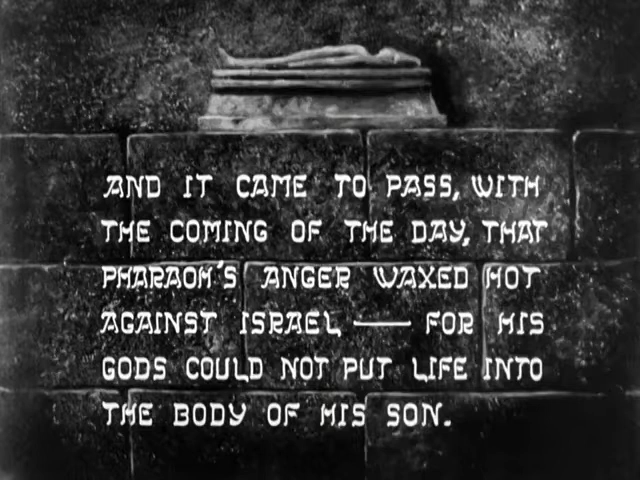 AND IT CAME TO PASS, WITH
THE COMING OF THE DAY, THAT
PHARAOH'S ANGER WAXED HOT
AGAINST ISRAEL — FOR HIS
GODS COULD NOT PUT LIFE INTO
THE BODY OF HIS SON.